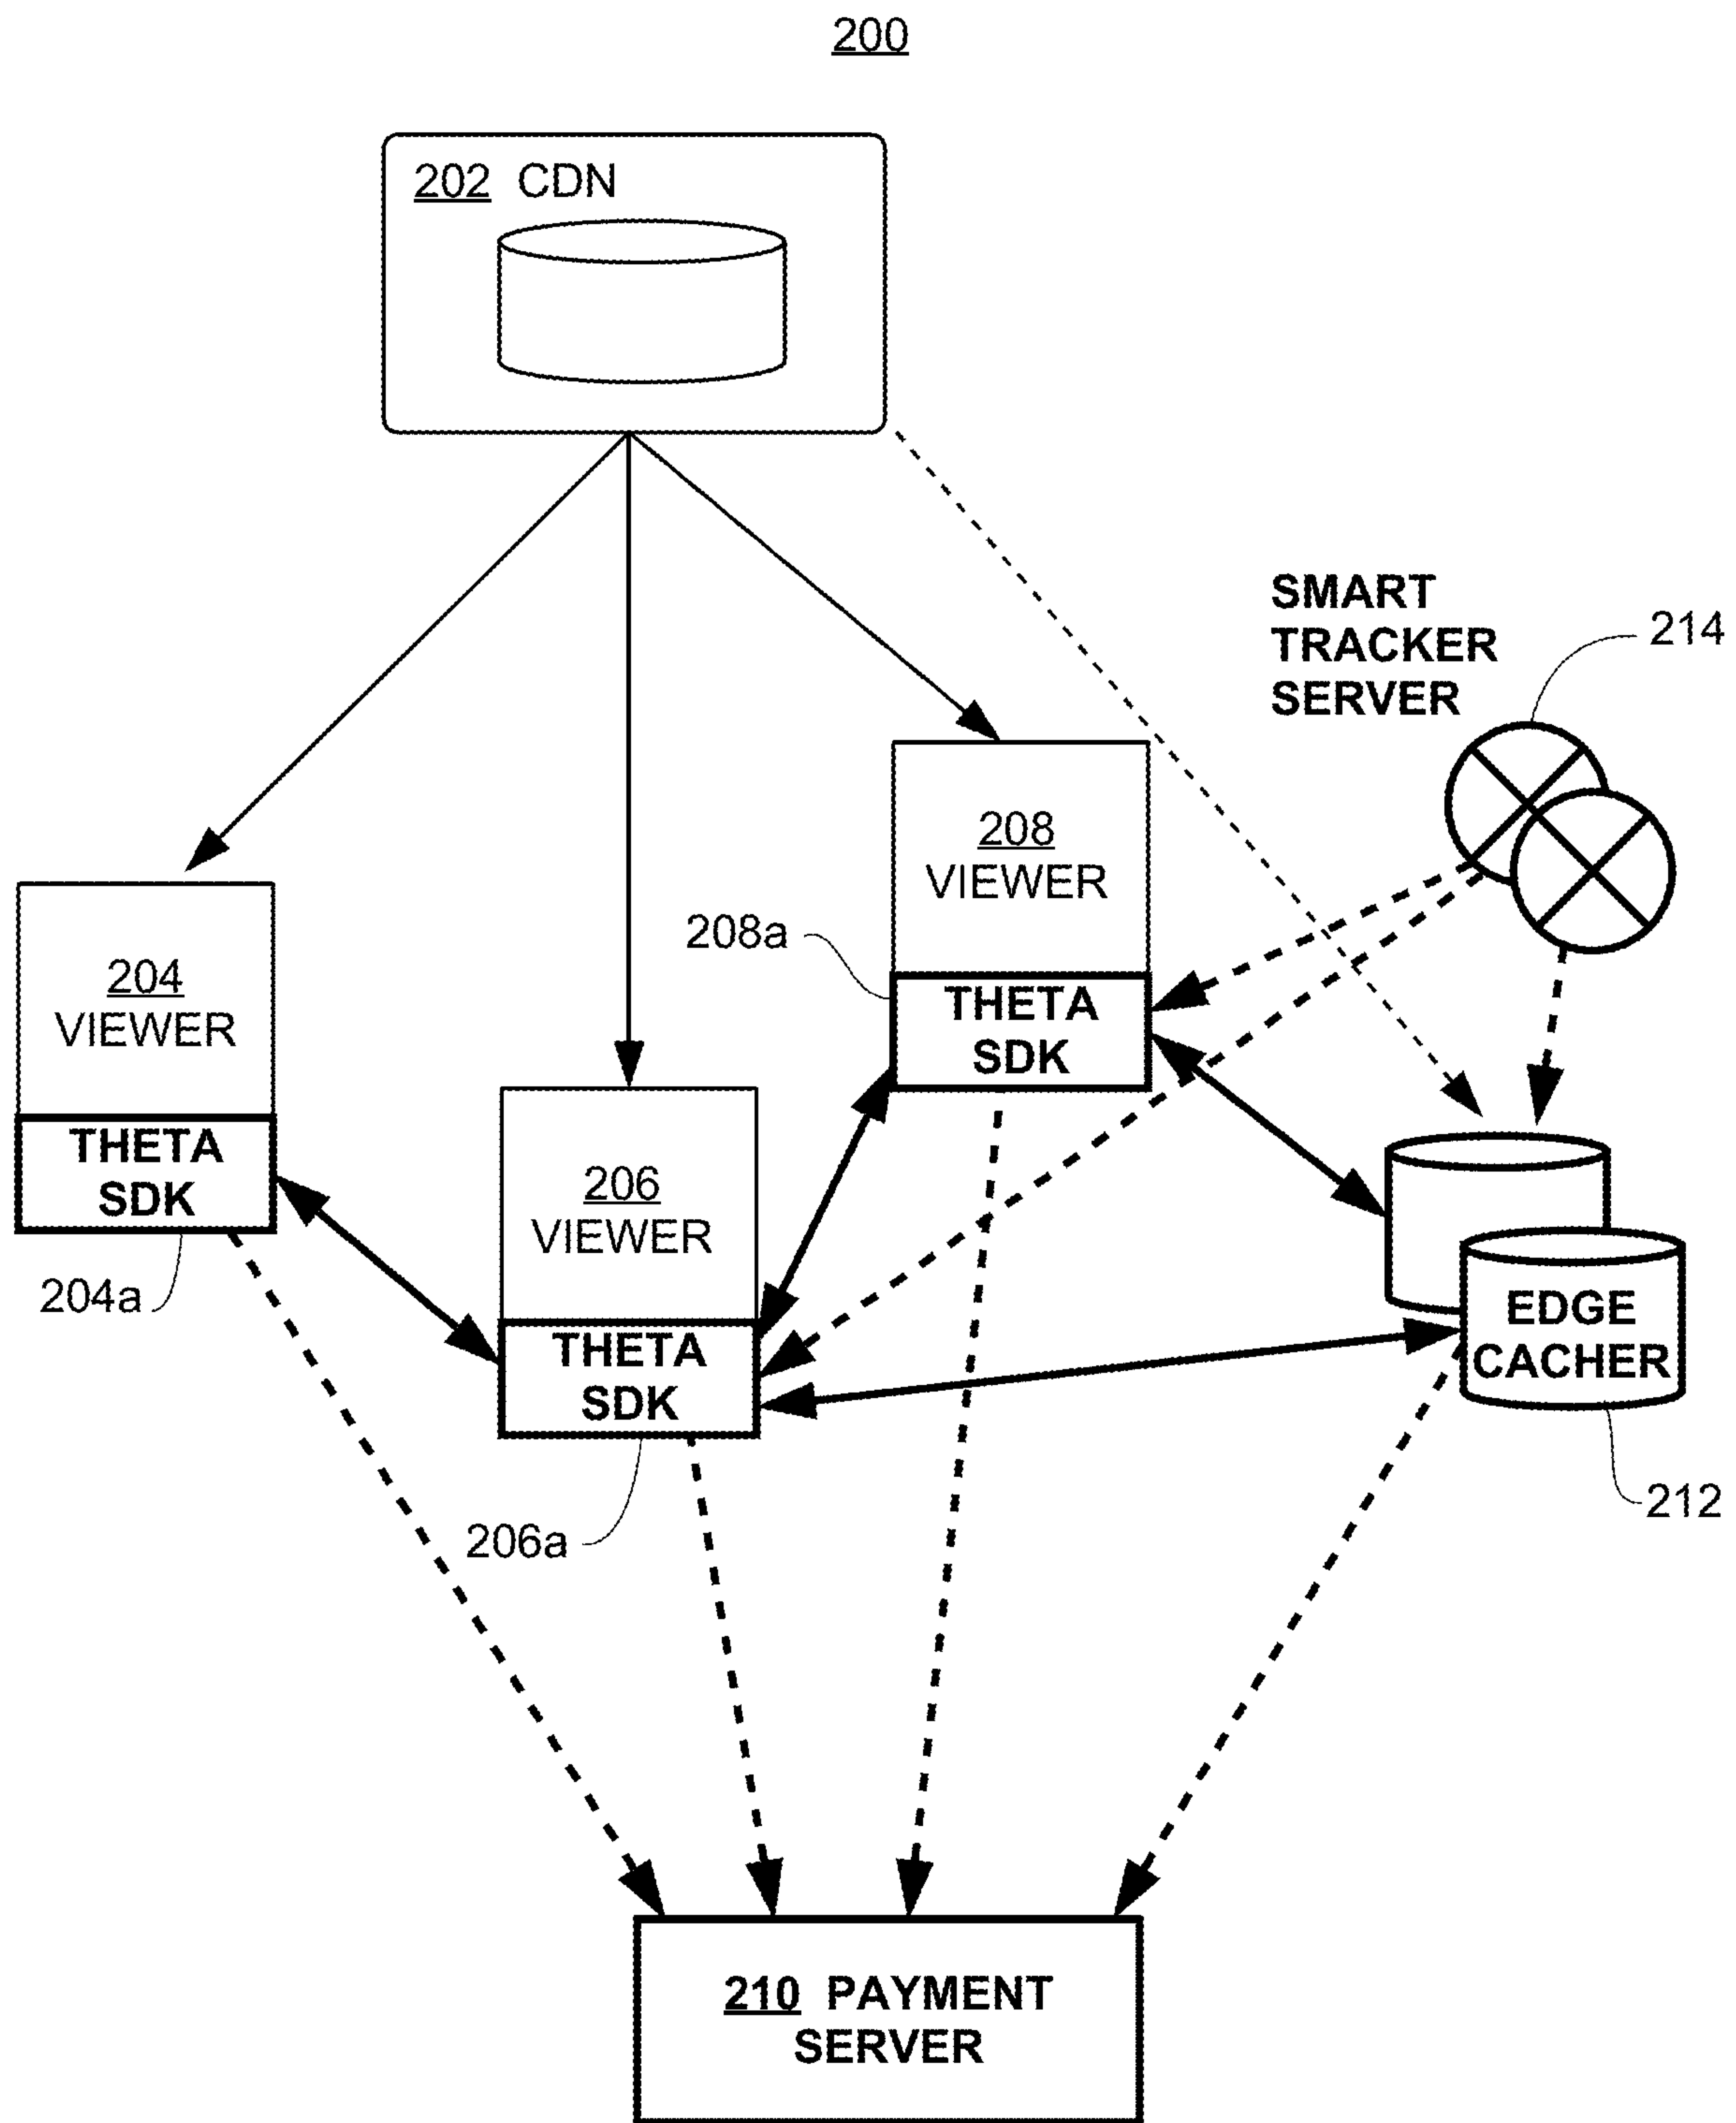 200
202 CDN
SMART
TRACKER
SERVER
214
208
VIEWER
208a
THETA
SDK
204
VIEWER
THETA
SDK
204a
206
VIEWER
THETA
SDK
206a
EDGE
CACHER
212
210 PAYMENT
SERVER